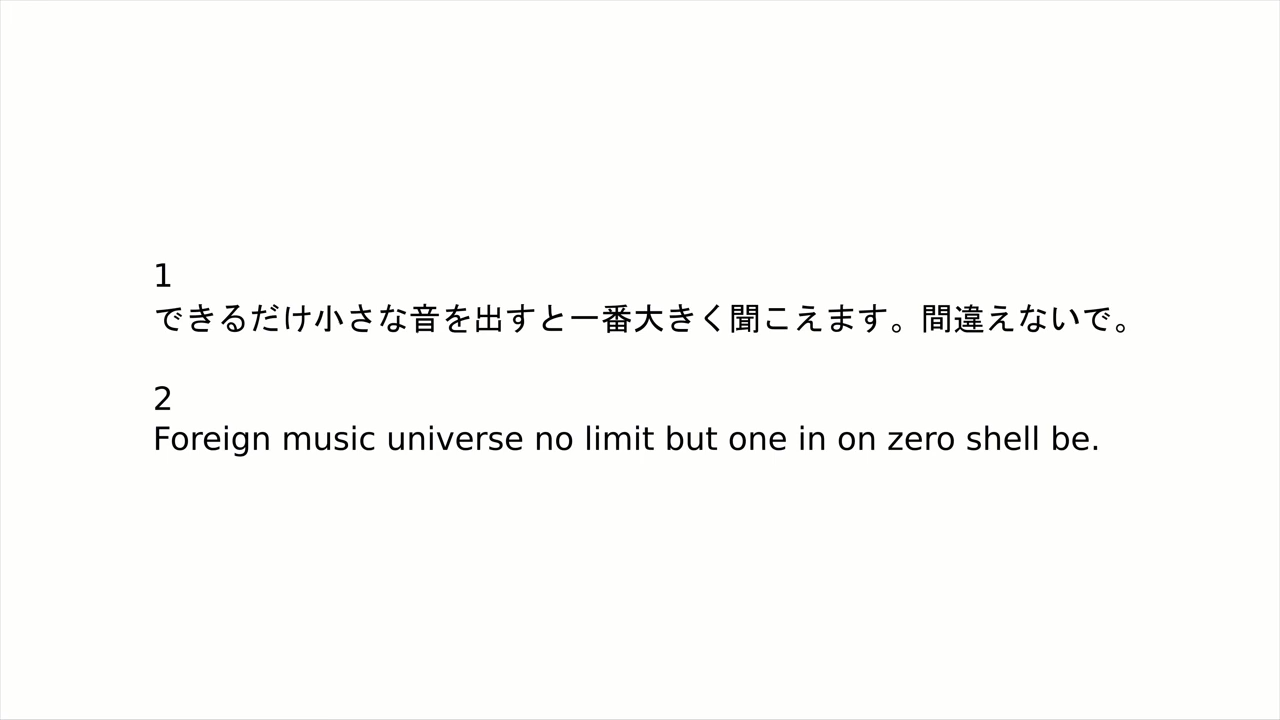 1
できるだけ小さな音を出すと一番大きく聞こえます。間違えないで。
2
Foreign music universe no limit but one in on zero shell be.